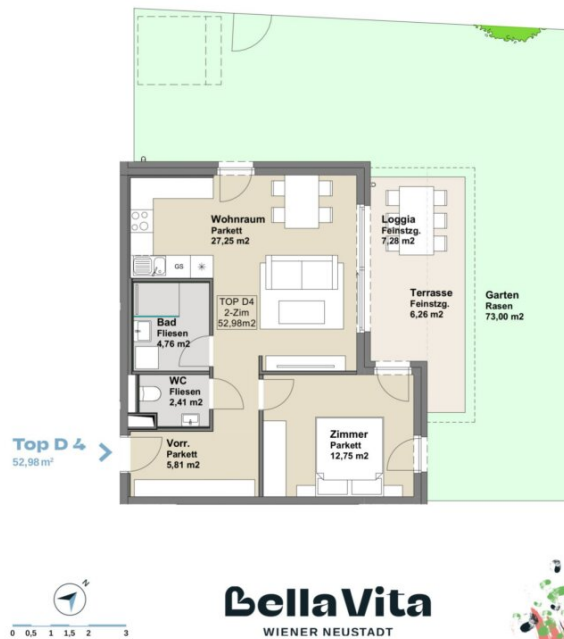 Wohnraum
Parkett
27,25 m2
Loggia
Feinstzg.
7,28 m2
GS
TOP D4
2-Zim
52,98m2
Terrasse
Feinstzg.
6,26 m2
Garten
Rasen
73,00 m2
Bad
Fliesen
4,76 m2
WC
Fliesen
2,41 m2
Top D 4
52,98 m²
Vorr.
Parkett
5,81 m2
Zimmer
Parkett
12,75 m2
N
0 0,5 1 1,5 2 3
BellaVita
WIENER NEUSTADT